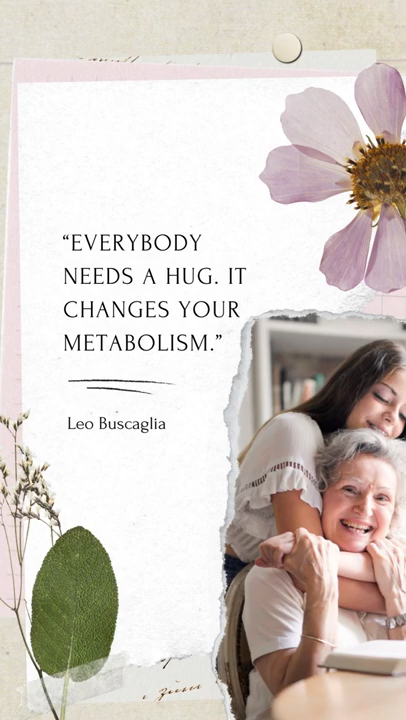 “EVERYBODY
NEEDS A HUG. IT
CHANGES YOUR
METABOLISM.”
Leo Buscaglia